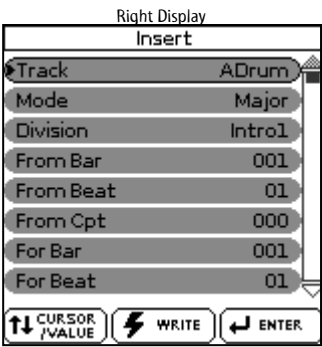 Right Display
Insert
Track ADrum
Mode Major
Division Intro1
From Bar 001
From Beat 01
From Cpt 000
For Bar 001
For Beat 01
CURSOR /VALUE WRITE ENTER